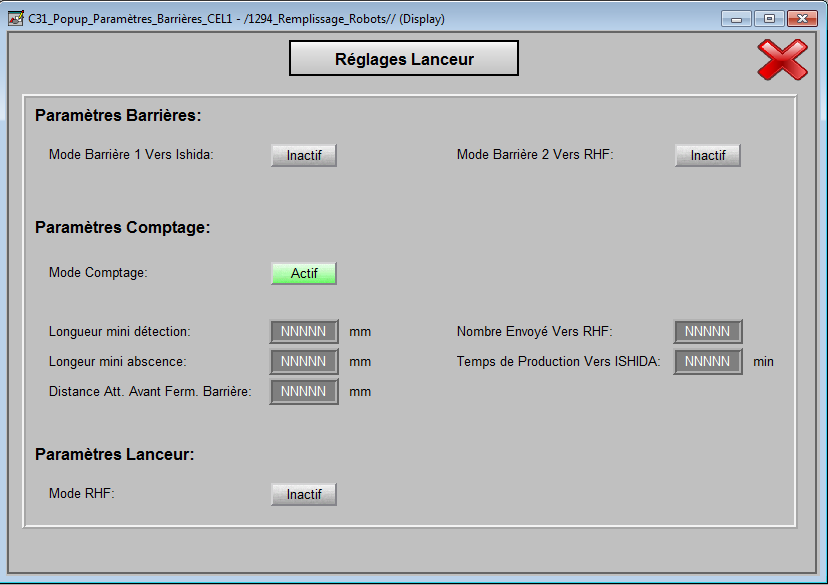 C31_Popup_Paramètres_Barrières_CEL1 - /1294_Remplissage_Robots// (Display)
Réglages Lanceur
Paramètres Barrières:
Mode Barrière 1 Vers Ishida: Inactif Mode Barrière 2 Vers RHF: Inactif
Paramètres Comptage:
Mode Comptage: Actif
Longueur mini détection: NNNNN mm Nombre Envoyé Vers RHF: NNNNN
Longeur mini abscence: NNNNN mm Temps de Production Vers ISHIDA: NNNNN min
Distance Att. Avant Ferm. Barrière: NNNNN mm
Paramètres Lanceur:
Mode RHF: Inactif